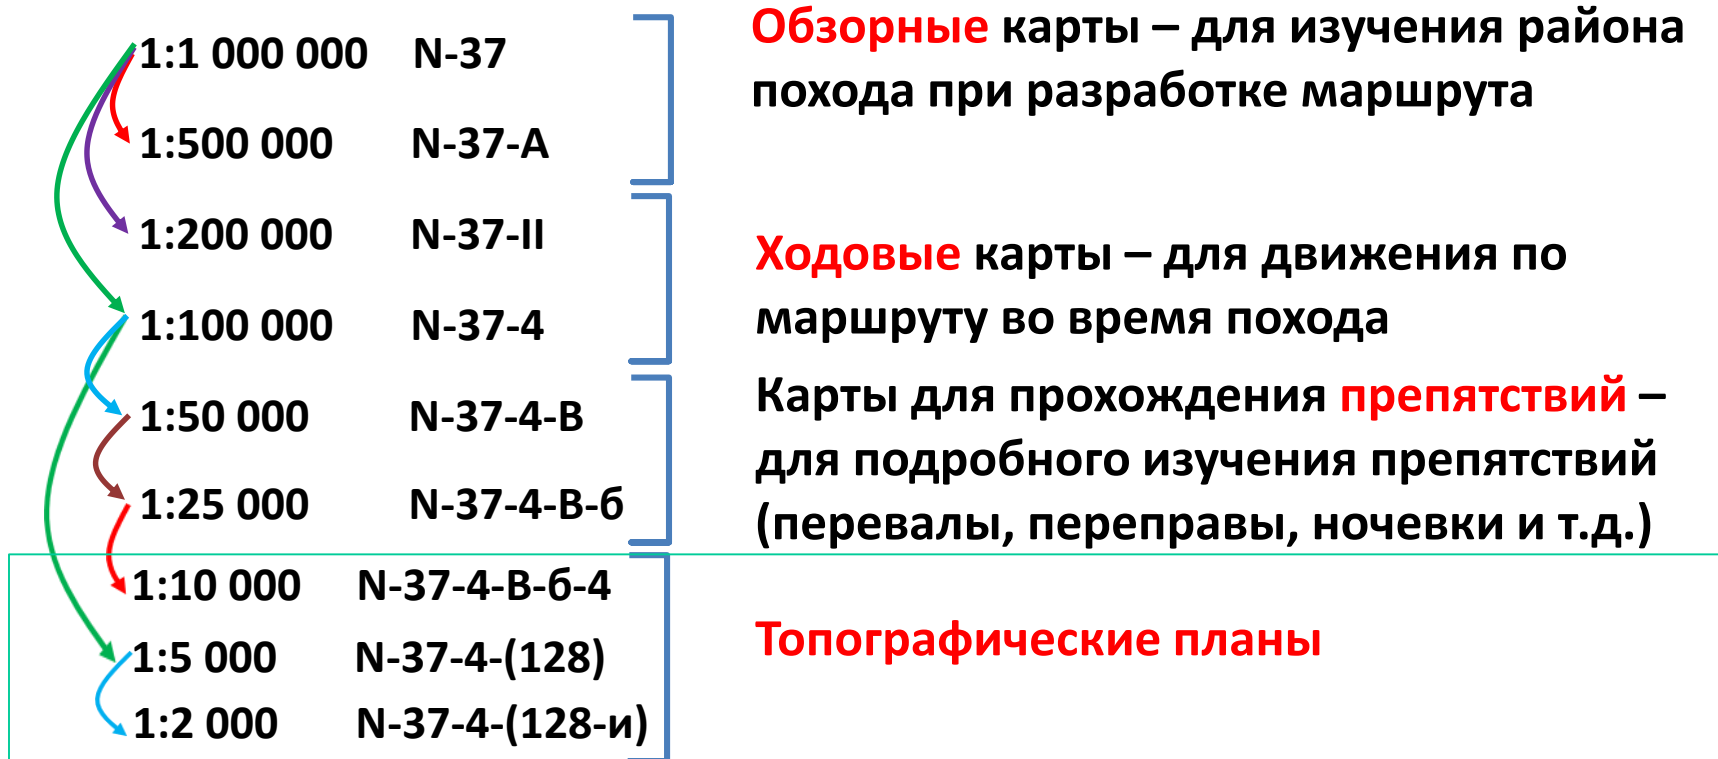 1:1 000 000 N-37
1:500 000 N-37-А
1:200 000 N-37-II
1:100 000 N-37-4
1:50 000 N-37-4-В
1:25 000 N-37-4-В-б
1:10 000 N-37-4-В-б-4
1:5 000 N-37-4-(128)
1:2 000 N-37-4-(128-и)
Обзорные карты – для изучения района
похода при разработке маршрута
Ходовые карты – для движения по
маршруту во время похода
Карты для прохождения препятствий –
для подробного изучения препятствий
(перевалы, переправы, ночевки и т.д.)
Топографические планы